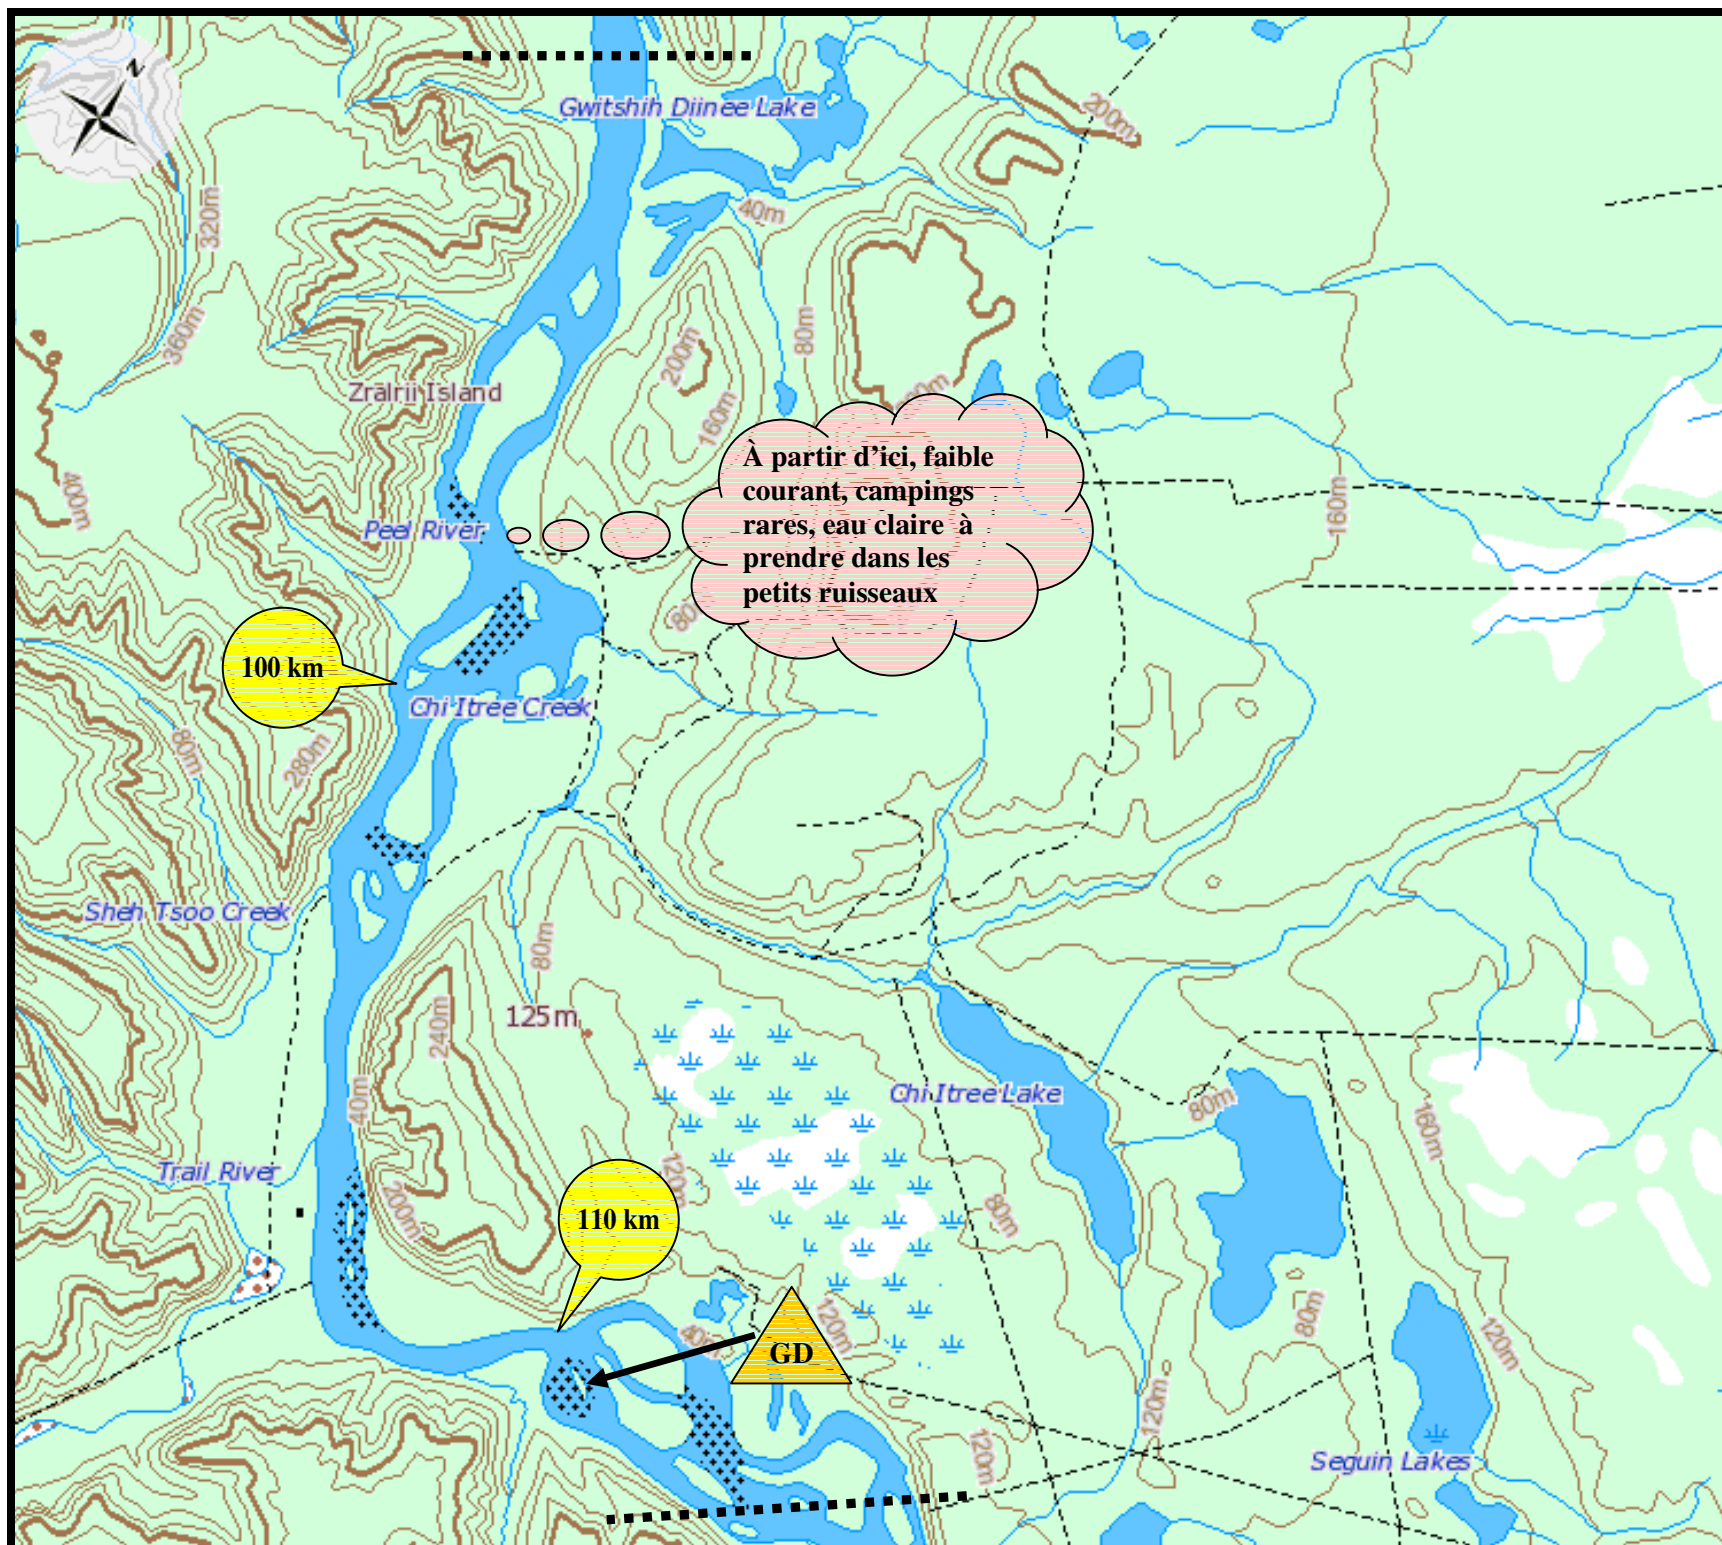 N
Gwitshih Diinee Lake
200m
320m
40m
360m
80m
200m
Zralrii Island
160m
400m
À partir d'ici, faible
courant, campings
rares, eau claire à
prendre dans les
petits ruisseaux
160m
Peel River
100 km
Chi Itree Creek
80m
280m
Sheh Tsoo Creek
80m
240m
125m
40m
Chi Itree Lake
80m
160m
Trail River
120m
200m
80m
110 km
120m
40m
80m
120m
GD
120m
120m
Seguin Lakes